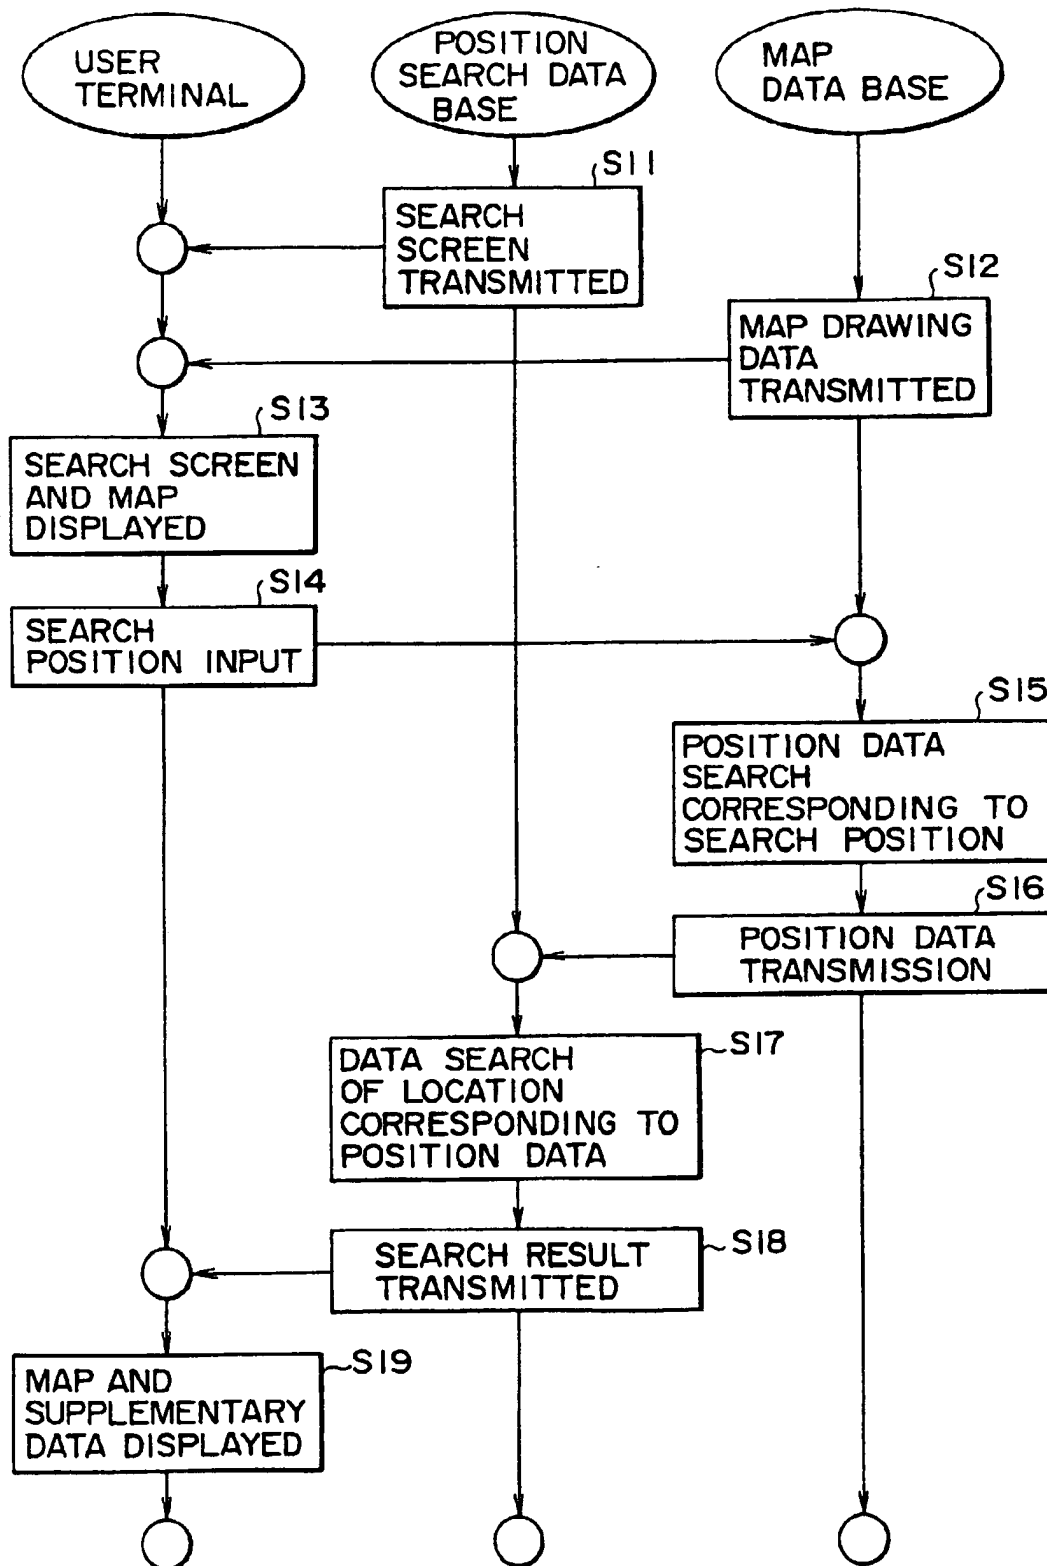 USER
TERMINAL
POSITION
SEARCH DATA
BASE
MAP
DATA BASE
S11
SEARCH
SCREEN
TRANSMITTED
S12
MAP DRAWING
DATA
TRANSMITTED
S13
SEARCH SCREEN
AND MAP
DISPLAYED
S14
SEARCH
POSITION INPUT
S15
POSITION DATA
SEARCH
CORRESPONDING TO
SEARCH POSITION
S16
POSITION DATA
TRANSMISSION
S17
DATA SEARCH
OF LOCATION
CORRESPONDING TO
POSITION DATA
S18
SEARCH RESULT
TRANSMITTED
S19
MAP AND
SUPPLEMENTARY
DATA DISPLAYED